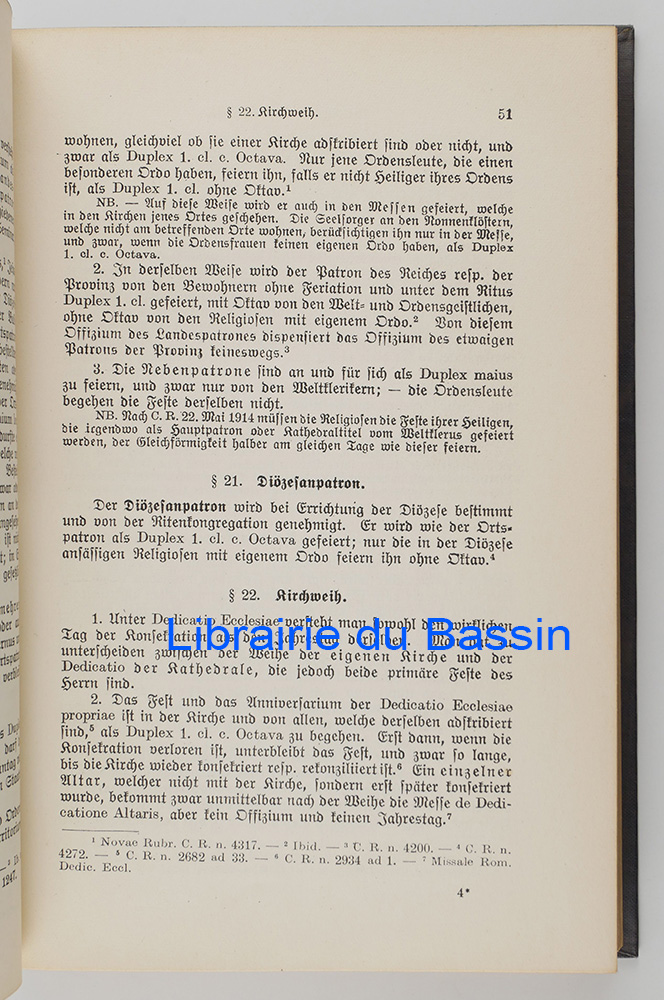 § 22. Kirchweih. 51
wohnen, gleichviel ob sie einer Kirche adskribiert sind oder nicht, und
zwar als Duplex 1. cl. c. Octava. Nur jene Ordensleute, die einen
besonderen Ordo haben, feiern ihn, falls er nicht Heiliger ihres Ordens
ist, als Duplex 1. cl. ohne Oktav.¹
NB. — Auf diese Weise wird er auch in den Messen gefeiert, welche
in den Kirchen jenes Ortes geschehen. Die Seelsorger an den Nonnenklöstern,
welche nicht am betreffenden Orte wohnen, berücksichtigen ihn nur in der Messe,
und zwar, wenn die Ordensfrauen keinen eigenen Ordo haben, als Duplex
1. cl. c. Octava.
2. In derselben Weise wird der Patron des Reiches resp. der
Provinz von den Bewohnern ohne Feriation und unter dem Ritus
Duplex 1. cl. gefeiert, mit Oktav von den Welt- und Ordensgeistlichen,
ohne Oktav von den Religiosen mit eigenem Ordo.² Von diesem
Offizium des Landespatrones dispensiert das Offizium des etwaigen
Patrons der Provinz keineswegs.³
3. Die Nebenpatrone sind an und für sich als Duplex maius
zu feiern, und zwar nur von den Weltklerikern; — die Ordensleute
begehen die Feste derselben nicht.
NB. Nach C. R. 22. Mai 1914 müssen die Religiosen die Feste ihrer Heiligen,
die irgendwo als Hauptpatron oder Kathedraltitel vom Weltklerus gefeiert
werden, der Gleichförmigkeit halber am gleichen Tage wie dieser feiern.
§ 21. Diözesanpatron.
Der Diözesanpatron wird bei Errichtung der Diözese bestimmt
und von der Ritenkongregation genehmigt. Er wird wie der Orts-
patron als Duplex 1. cl. c. Octava gefeiert; nur die in der Diözese
ansässigen Religiosen mit eigenem Ordo feiern ihn ohne Oktav.⁴
§ 22. Kirchweih.
1. Unter Dedicatio Ecclesiae versteht man sowohl den wirklichen
Tag der Konsekration als den Jahrestag derselben. Man hat zu
unterscheiden zwischen der Weihe der eigenen Kirche und der
Dedicatio der Kathedrale, die jedoch beide primäre Feste des
Herrn sind.
Librairie du Bassin
2. Das Fest und das Anniversarium der Dedicatio Ecclesiae
propriae ist in der Kirche und von allen, welche derselben adskribiert
sind,⁵ als Duplex 1. cl. c. Octava zu begehen. Erst dann, wenn die
Konsekration verloren ist, unterbleibt das Fest, und zwar so lange,
bis die Kirche wieder konsekriert resp. rekonziliiert ist.⁶ Ein einzelner
Altar, welcher nicht mit der Kirche, sondern erst später konsekriert
wurde, bekommt zwar unmittelbar nach der Weihe die Messe de Dedi-
catione Altaris, aber kein Offizium und keinen Jahrestag.⁷
¹ Novae Rubr. C. R. n. 4317. — ² Ibid. — ³ C. R. n. 4200. — ⁴ C. R. n.
4272. — ⁵ C. R. n. 2682 ad 33. — ⁶ C. R. n. 2934 ad 1. — ⁷ Missale Rom.
Dedic. Eccl.
4*